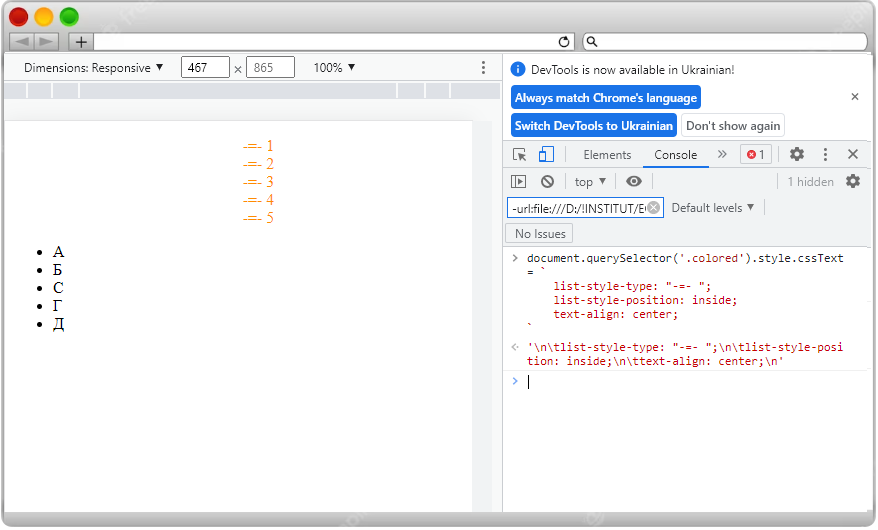 Dimensions: Responsive ▼ 467 × 865 100% ▼
-=- 1
-=- 2
-=- 3
-=- 4
-=- 5
• А
• Б
• С
• Г
• Д
DevTools is now available in Ukrainian!
Always match Chrome's language
Switch DevTools to Ukrainian Don't show again
Elements Console » 1
top ▼ 1 hidden
-url:file:///D:/!INSTITUT/E Default levels ▼
No Issues
> document.querySelector('.colored').style.cssText
= `
list-style-type: "-=- ";
list-style-position: inside;
text-align: center;
`
'\n\tlist-style-type: "-=- ";\n\tlist-style-posi
tion: inside;\n\ttext-align: center;\n'
>